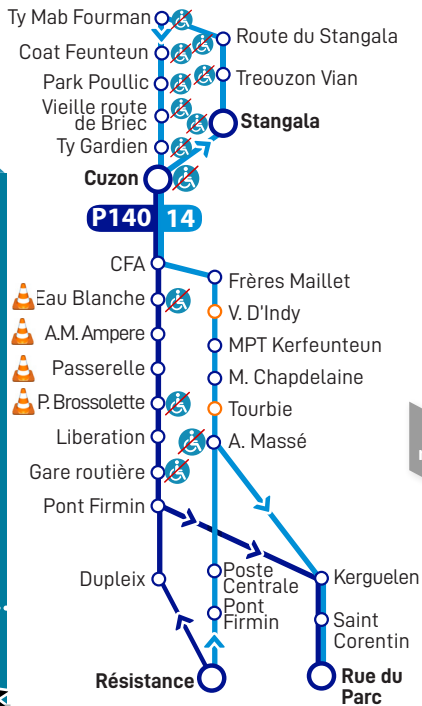 Ty Mab Fourman
Route du Stangala
Coat Feunteun
Park Poullic
Treouzon Vian
Vieille route
de Briec
Stangala
Ty Gardien
Cuzon
P140 14
CFA
Frères Maillet
Eau Blanche
V. D'Indy
A.M. Ampere
MPT Kerfeunteun
Passerelle
M. Chapdelaine
P. Brossolette
Tourbie
Liberation
A. Massé
Gare routière
Pont Firmin
Poste
Centrale
Dupleix
Kerguelen
Pont
Firmin
Saint
Corentin
Résistance
Rue du
Parc